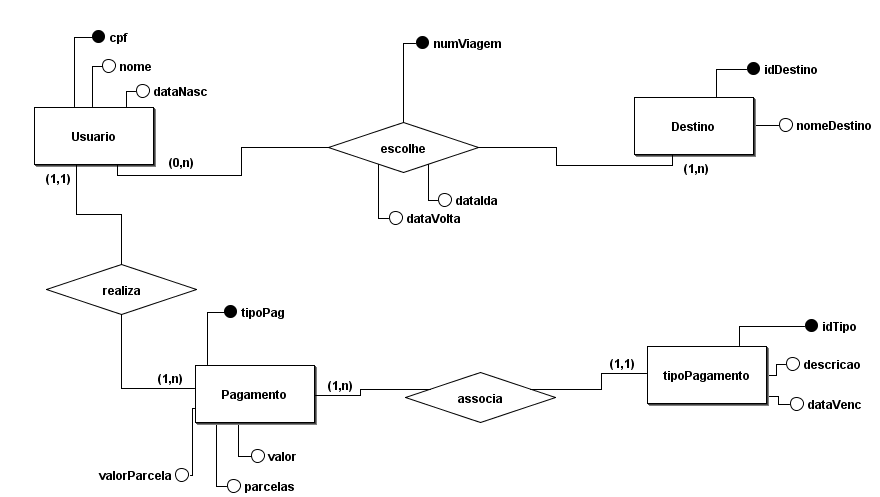 cpf
nome
dataNasc
Usuario
(0,n)
(1,1)
numViagem
escolhe
dataIda
dataVolta
idDestino
Destino
nomeDestino
(1,n)
realiza
tipoPag
(1,n)
Pagamento
(1,n)
valor
valorParcela
parcelas
associa
(1,1)
idTipo
tipoPagamento
descricao
dataVenc